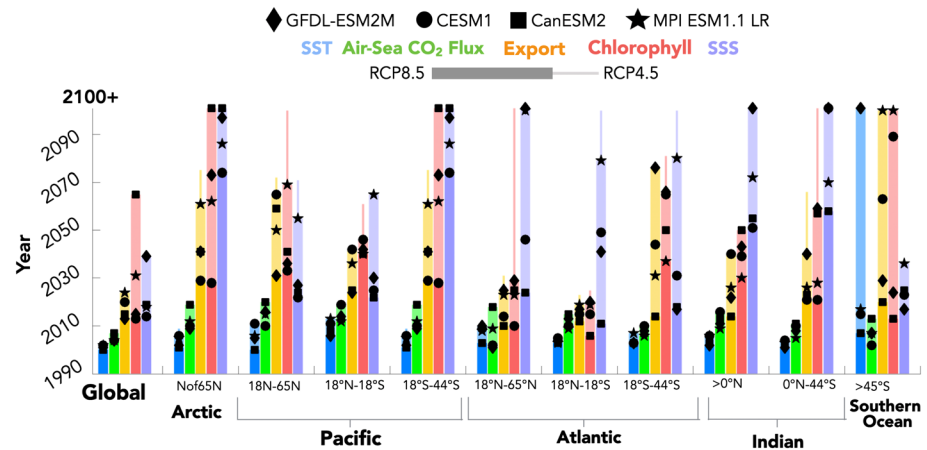 GFDL-ESM2M CESM1 CanESM2 MPI ESM1.1 LR
SST Air-Sea CO₂ Flux Export Chlorophyll SSS
RCP8.5 RCP4.5
2100+
2090
2070
2050
2030
2010
1990
Year
Global
Nof65N 18N-65N 18°N-18°S 18°S-44°S 18°N-65°N 18°N-18°S 18°S-44°S >0°N 0°N-44°S >45°S
Arctic
Pacific
Atlantic
Indian
Southern
Ocean